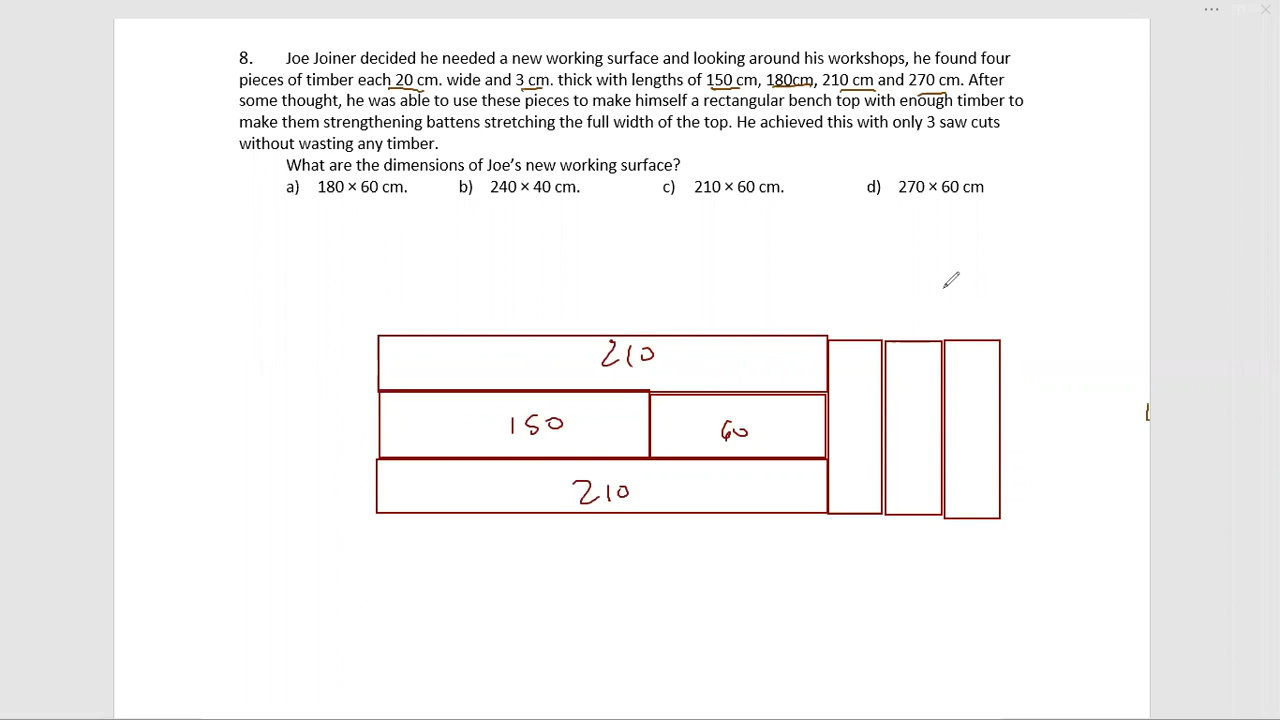 8. Joe Joiner decided he needed a new working surface and looking around his workshops, he found four
pieces of timber each 20 cm. wide and 3 cm. thick with lengths of 150 cm, 180cm, 210 cm and 270 cm. After
some thought, he was able to use these pieces to make himself a rectangular bench top with enough timber to
make them strengthening battens stretching the full width of the top. He achieved this with only 3 saw cuts
without wasting any timber.
What are the dimensions of Joe's new working surface?
a) 180 × 60 cm. b) 240 × 40 cm. c) 210 × 60 cm. d) 270 × 60 cm
210
150 60
210